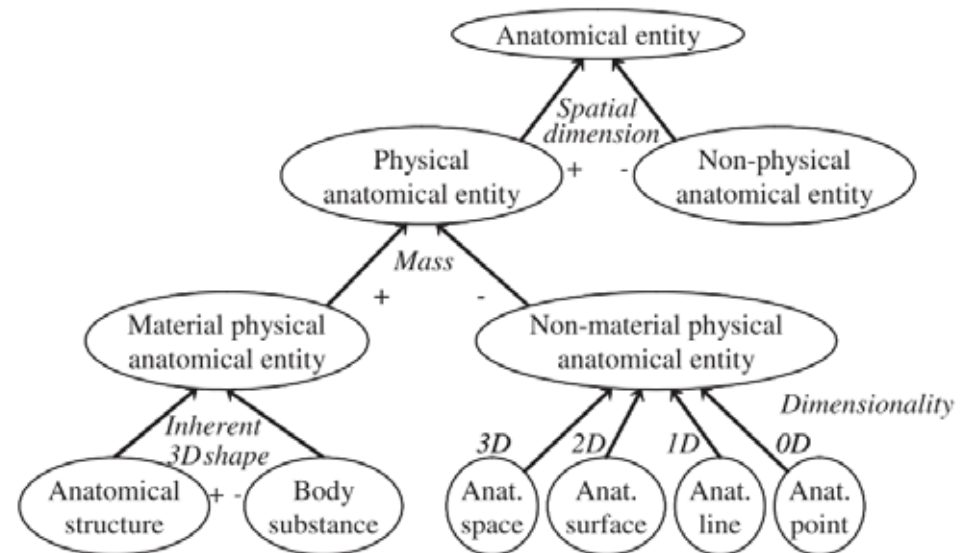 Anatomical entity
Spatial
dimension
Physical
anatomical entity
+ -
Non-physical
anatomical entity
Mass
+ -
Material physical
anatomical entity
Non-material physical
anatomical entity
Dimensionality
Inherent
3D shape
3D 2D 1D 0D
Anatomical
structure
+ -
Body
substance
Anat.
space
Anat.
surface
Anat.
line
Anat.
point